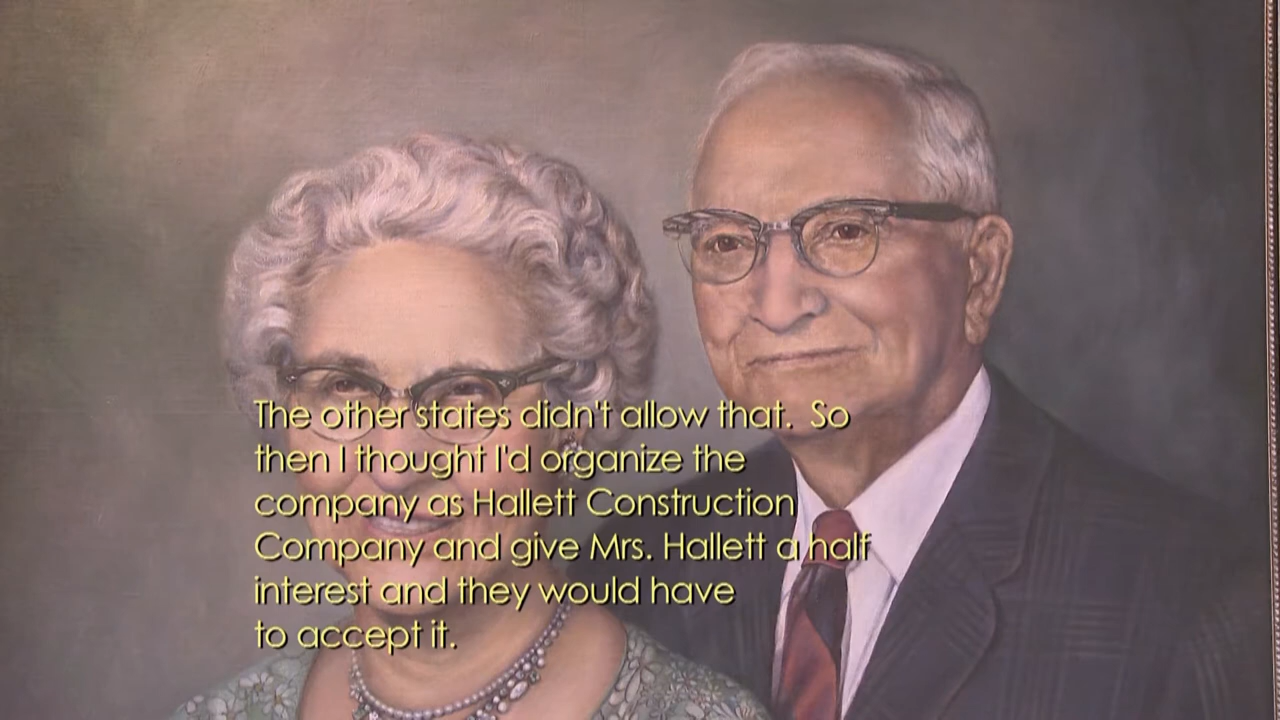 The other states didn't allow that.  So
then I thought I'd organize the
company as Hallett Construction
Company and give Mrs. Hallett a half
interest and they would have
to accept it.